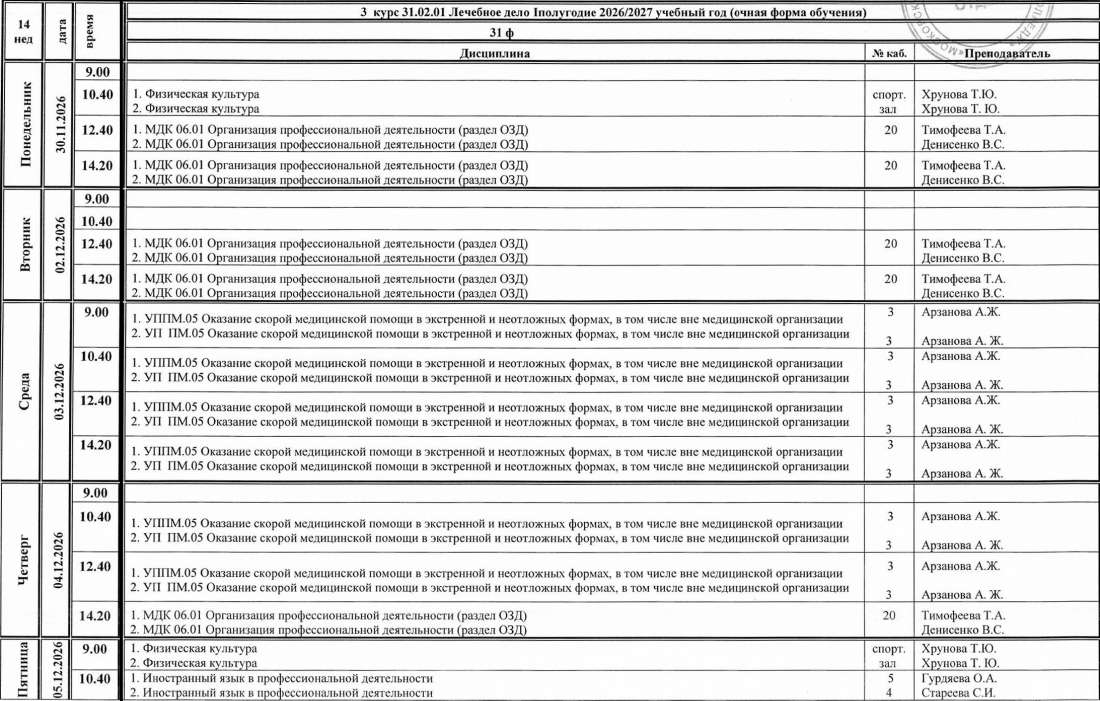 3 курс 31.02.01 Лечебное дело Iполугодие 2026/2027 учебный год (очная форма обучения)
14 нед
дата
время
31 ф
Дисциплина № каб. Преподаватель
Понедельник
30.11.2026
9.00
10.40 1. Физическая культура спорт. Хрунова Т.Ю.
2. Физическая культура зал Хрунова Т. Ю.
12.40 1. МДК 06.01 Организация профессиональной деятельности (раздел ОЗД) 20 Тимофеева Т.А.
2. МДК 06.01 Организация профессиональной деятельности (раздел ОЗД) Денисенко В.С.
14.20 1. МДК 06.01 Организация профессиональной деятельности (раздел ОЗД) 20 Тимофеева Т.А.
2. МДК 06.01 Организация профессиональной деятельности (раздел ОЗД) Денисенко В.С.
Вторник
02.12.2026
9.00
10.40
12.40 1. МДК 06.01 Организация профессиональной деятельности (раздел ОЗД) 20 Тимофеева Т.А.
2. МДК 06.01 Организация профессиональной деятельности (раздел ОЗД) Денисенко В.С.
14.20 1. МДК 06.01 Организация профессиональной деятельности (раздел ОЗД) 20 Тимофеева Т.А.
2. МДК 06.01 Организация профессиональной деятельности (раздел ОЗД) Денисенко В.С.
Среда
03.12.2026
9.00 1. УППМ.05 Оказание скорой медицинской помощи в экстренной и неотложных формах, в том числе вне медицинской организации 3 Арзанова А.Ж.
2. УП ПМ.05 Оказание скорой медицинской помощи в экстренной и неотложных формах, в том числе вне медицинской организации 3 Арзанова А. Ж.
10.40 1. УППМ.05 Оказание скорой медицинской помощи в экстренной и неотложных формах, в том числе вне медицинской организации 3 Арзанова А.Ж.
2. УП ПМ.05 Оказание скорой медицинской помощи в экстренной и неотложных формах, в том числе вне медицинской организации 3 Арзанова А. Ж.
12.40 1. УППМ.05 Оказание скорой медицинской помощи в экстренной и неотложных формах, в том числе вне медицинской организации 3 Арзанова А.Ж.
2. УП ПМ.05 Оказание скорой медицинской помощи в экстренной и неотложных формах, в том числе вне медицинской организации 3 Арзанова А. Ж.
14.20 1. УППМ.05 Оказание скорой медицинской помощи в экстренной и неотложных формах, в том числе вне медицинской организации 3 Арзанова А.Ж.
2. УП ПМ.05 Оказание скорой медицинской помощи в экстренной и неотложных формах, в том числе вне медицинской организации 3 Арзанова А. Ж.
Четверг
04.12.2026
9.00
10.40 1. УППМ.05 Оказание скорой медицинской помощи в экстренной и неотложных формах, в том числе вне медицинской организации 3 Арзанова А.Ж.
2. УП ПМ.05 Оказание скорой медицинской помощи в экстренной и неотложных формах, в том числе вне медицинской организации 3 Арзанова А. Ж.
12.40 1. УППМ.05 Оказание скорой медицинской помощи в экстренной и неотложных формах, в том числе вне медицинской организации 3 Арзанова А.Ж.
2. УП ПМ.05 Оказание скорой медицинской помощи в экстренной и неотложных формах, в том числе вне медицинской организации 3 Арзанова А. Ж.
14.20 1. МДК 06.01 Организация профессиональной деятельности (раздел ОЗД) 20 Тимофеева Т.А.
2. МДК 06.01 Организация профессиональной деятельности (раздел ОЗД) Денисенко В.С.
Пятница
05.12.2026
9.00 1. Физическая культура спорт. Хрунова Т.Ю.
2. Физическая культура зал Хрунова Т. Ю.
10.40 1. Иностранный язык в профессиональной деятельности 5 Гурдяева О.А.
2. Иностранный язык в профессиональной деятельности 4 Стареева С.И.